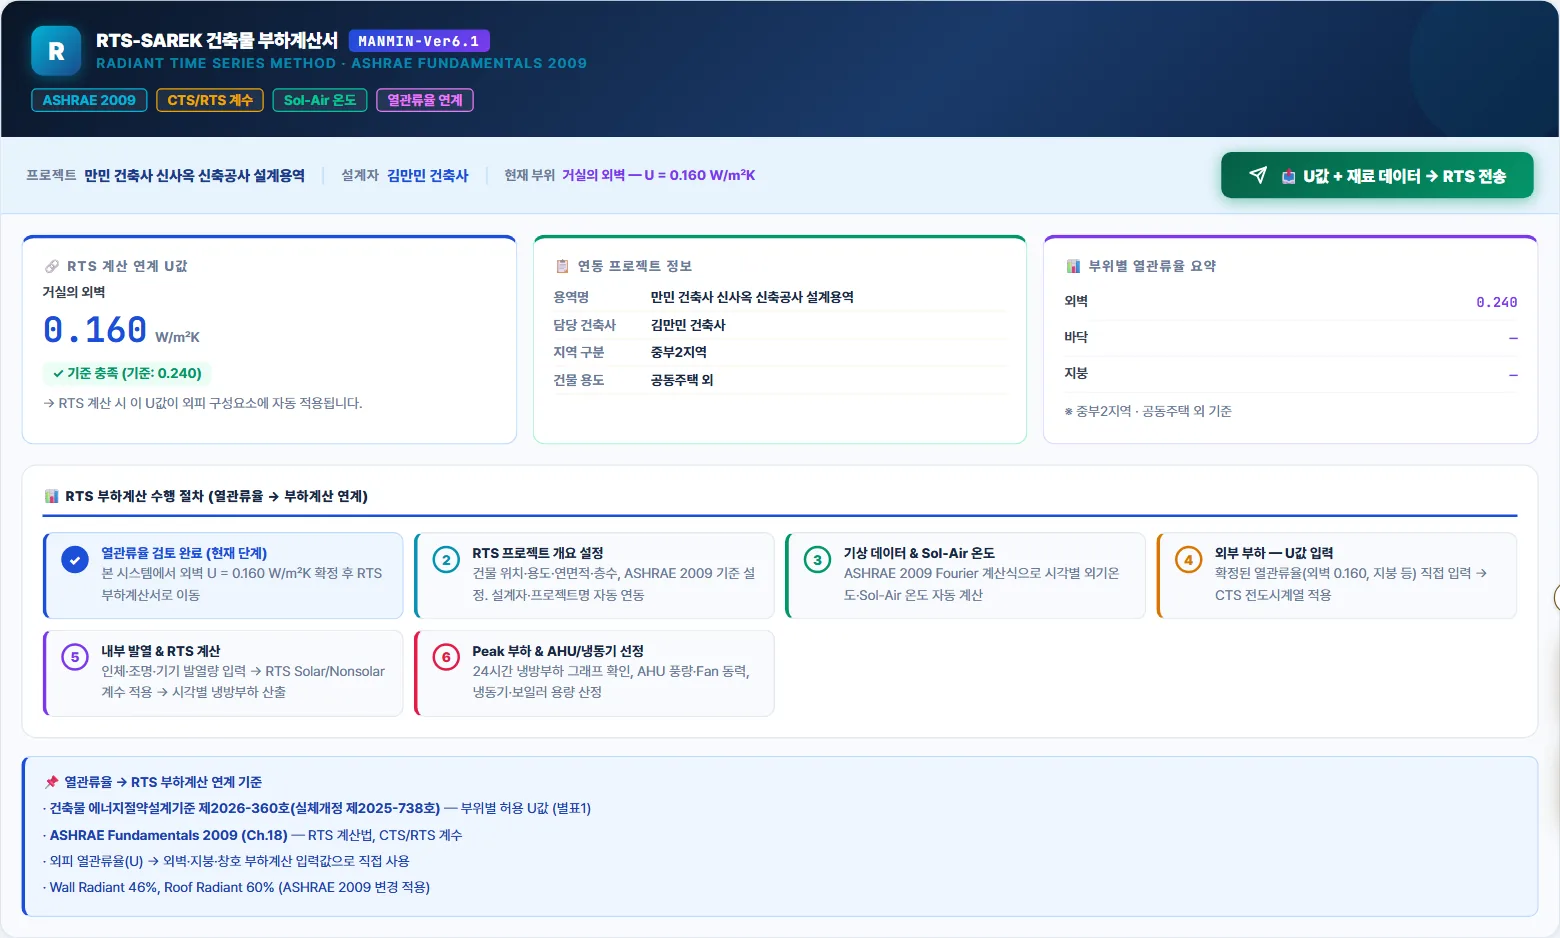 R
RTS-SAREK 건축물 부하계산서 MANMIN-Ver6.1
RADIANT TIME SERIES METHOD · ASHRAE FUNDAMENTALS 2009
ASHRAE 2009 CTS/RTS 계수 Sol-Air 온도 열관류율 연계
프로젝트 만민 건축사 신사옥 신축공사 설계용역 설계자 김만민 건축사 현재 부위 거실의 외벽 — U = 0.160 W/m²K
U값 + 재료 데이터 → RTS 전송
RTS 계산 연계 U값
거실의 외벽
0.160 W/m²K
✓ 기준 충족 (기준: 0.240)
→ RTS 계산 시 이 U값이 외피 구성요소에 자동 적용됩니다.
연동 프로젝트 정보
용역명 만민 건축사 신사옥 신축공사 설계용역
담당 건축사 김만민 건축사
지역 구분 중부2지역
건물 용도 공동주택 외
부위별 열관류율 요약
외벽 0.240
바닥 —
지붕 —
※ 중부2지역 · 공동주택 외 기준
RTS 부하계산 수행 절차 (열관류율 → 부하계산 연계)
✓ 열관류율 검토 완료 (현재 단계)
본 시스템에서 외벽 U = 0.160 W/m²K 확정 후 RTS
부하계산서로 이동
2 RTS 프로젝트 개요 설정
건물 위치·용도·연면적·층수, ASHRAE 2009 기준 설
정. 설계자·프로젝트명 자동 연동
3 기상 데이터 & Sol-Air 온도
ASHRAE 2009 Fourier 계산식으로 시각별 외기온
도·Sol-Air 온도 자동 계산
4 외부 부하 — U값 입력
확정된 열관류율(외벽 0.160, 지붕 등) 직접 입력 →
CTS 전도시계열 적용
5 내부 발열 & RTS 계산
인체·조명·기기 발열량 입력 → RTS Solar/Nonsolar
계수 적용 → 시각별 냉방부하 산출
6 Peak 부하 & AHU/냉동기 선정
24시간 냉방부하 그래프 확인, AHU 풍량·Fan 동력,
냉동기·보일러 용량 산정
열관류율 → RTS 부하계산 연계 기준
· 건축물 에너지절약설계기준 제2026-360호(실체개정 제2025-738호) — 부위별 허용 U값 (별표1)
· ASHRAE Fundamentals 2009 (Ch.18) — RTS 계산법, CTS/RTS 계수
· 외피 열관류율(U) → 외벽·지붕·창호 부하계산 입력값으로 직접 사용
· Wall Radiant 46%, Roof Radiant 60% (ASHRAE 2009 변경 적용)